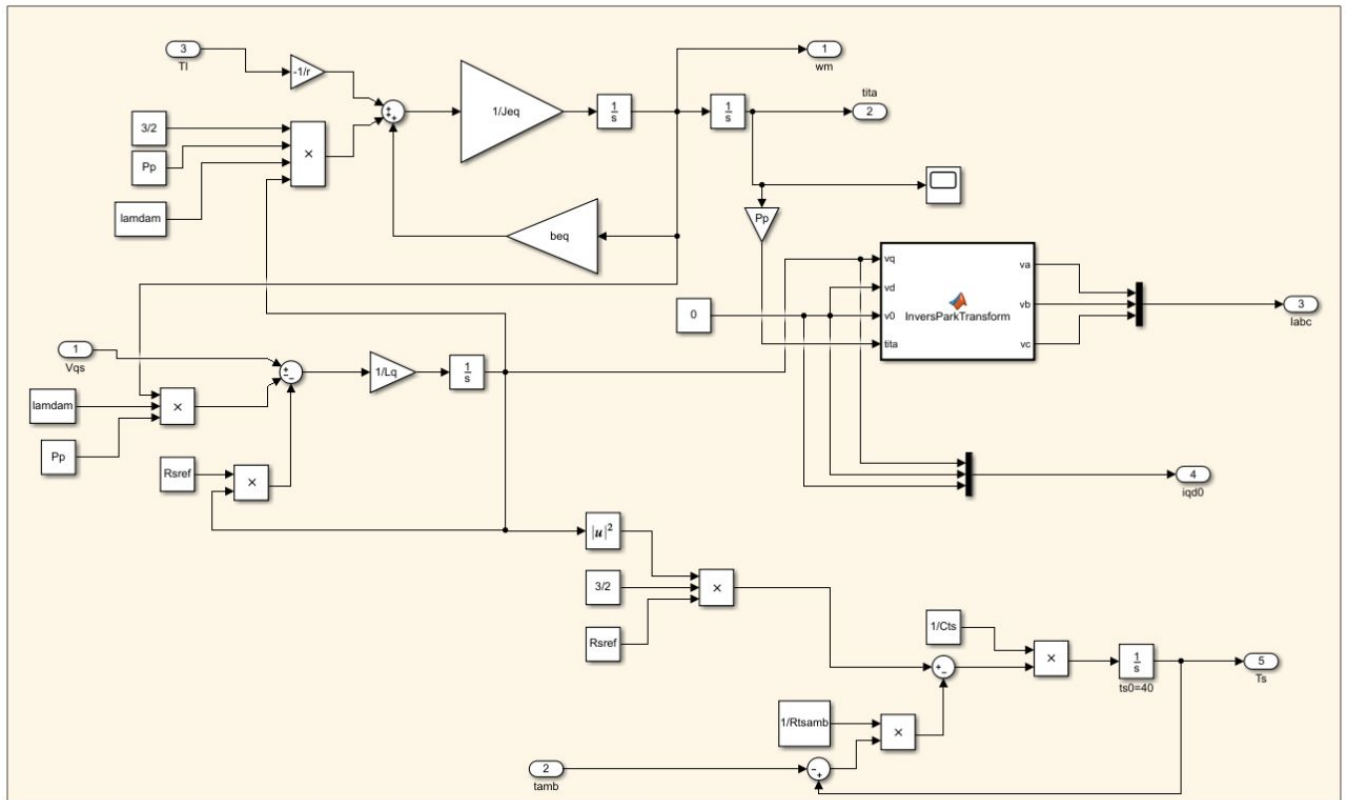 3
Tl
-1/r
1/Jeq
1
s
1
wm
1
s
tita
2
3/2
Pp
lamdam
×
beq
Pp
vq
vd
v0
tita
InversParkTransform
va
vb
vc
3
Iabc
0
1
Vqs
1/Lq
1
s
lamdam
×
Pp
Rsref
×
4
iqd0
|u|²
3/2
×
Rsref
1/Cts
×
1
s
ts0=40
5
Ts
1/Rtsamb
×
2
tamb